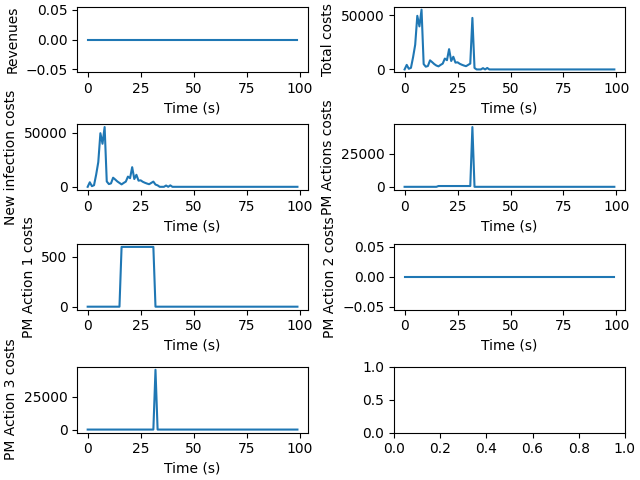 Revenues
0.05
0.00
−0.05
0 25 50 75 100
Time (s)
Total costs
50000
0
0 25 50 75 100
Time (s)
New infection costs
50000
0
0 25 50 75 100
Time (s)
PM Actions costs
25000
0
0 25 50 75 100
Time (s)
PM Action 1 costs
500
0
0 25 50 75 100
Time (s)
PM Action 2 costs
0.05
0.00
−0.05
0 25 50 75 100
Time (s)
PM Action 3 costs
25000
0
0 25 50 75 100
Time (s)
1.0
0.5
0.0
0.0 0.2 0.4 0.6 0.8 1.0